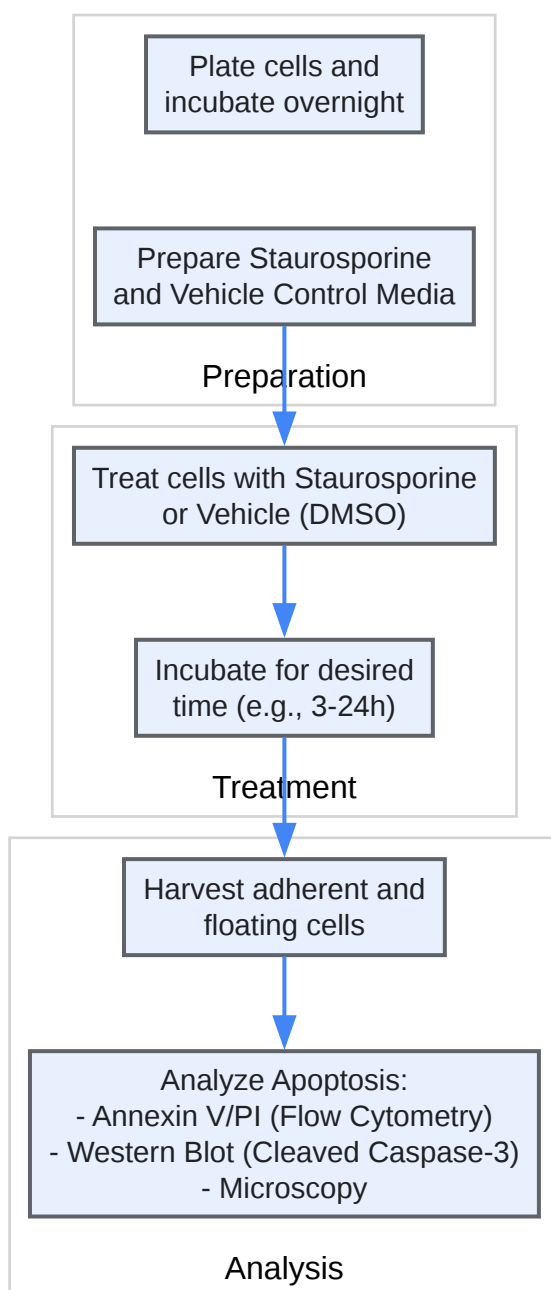 Plate cells and
incubate overnight
Prepare Staurosporine
and Vehicle Control Media
Preparation
Treat cells with Staurosporine
or Vehicle (DMSO)
Incubate for desired
time (e.g., 3-24h)
Treatment
Harvest adherent and
floating cells
Analyze Apoptosis:
- Annexin V/PI (Flow Cytometry)
- Western Blot (Cleaved Caspase-3)
- Microscopy
Analysis